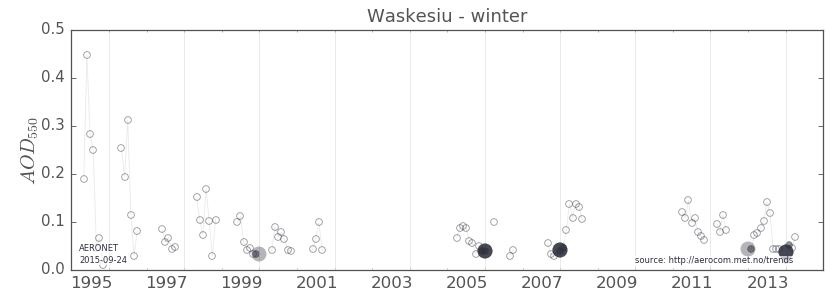 Waskesiu - winter
0.5
0.4
0.3
0.2
0.1
0.0
AOD550
AERONET
2015-09-24
source: http://aerocom.met.no/trends
1995 1997 1999 2001 2003 2005 2007 2009 2011 2013